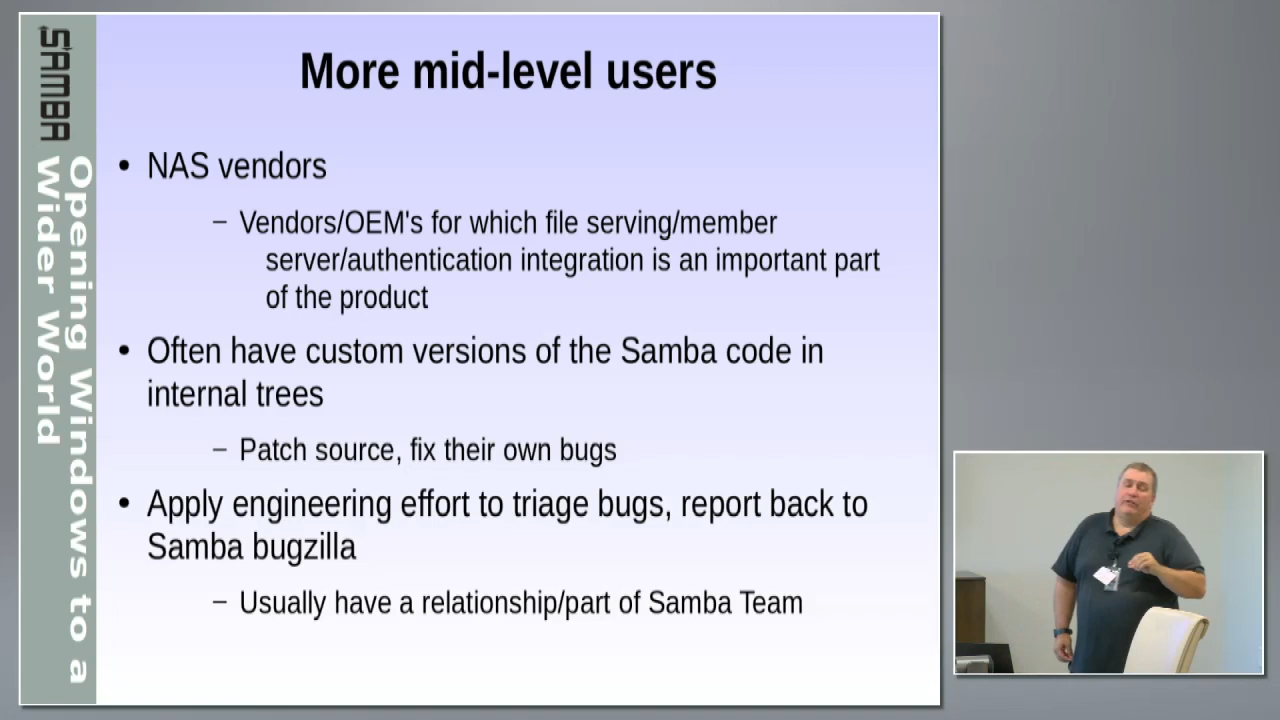 SAMBA
Opening Windows to a
Wider World
More mid-level users
• NAS vendors
– Vendors/OEM's for which file serving/member
server/authentication integration is an important part
of the product
• Often have custom versions of the Samba code in
internal trees
– Patch source, fix their own bugs
• Apply engineering effort to triage bugs, report back to
Samba bugzilla
– Usually have a relationship/part of Samba Team